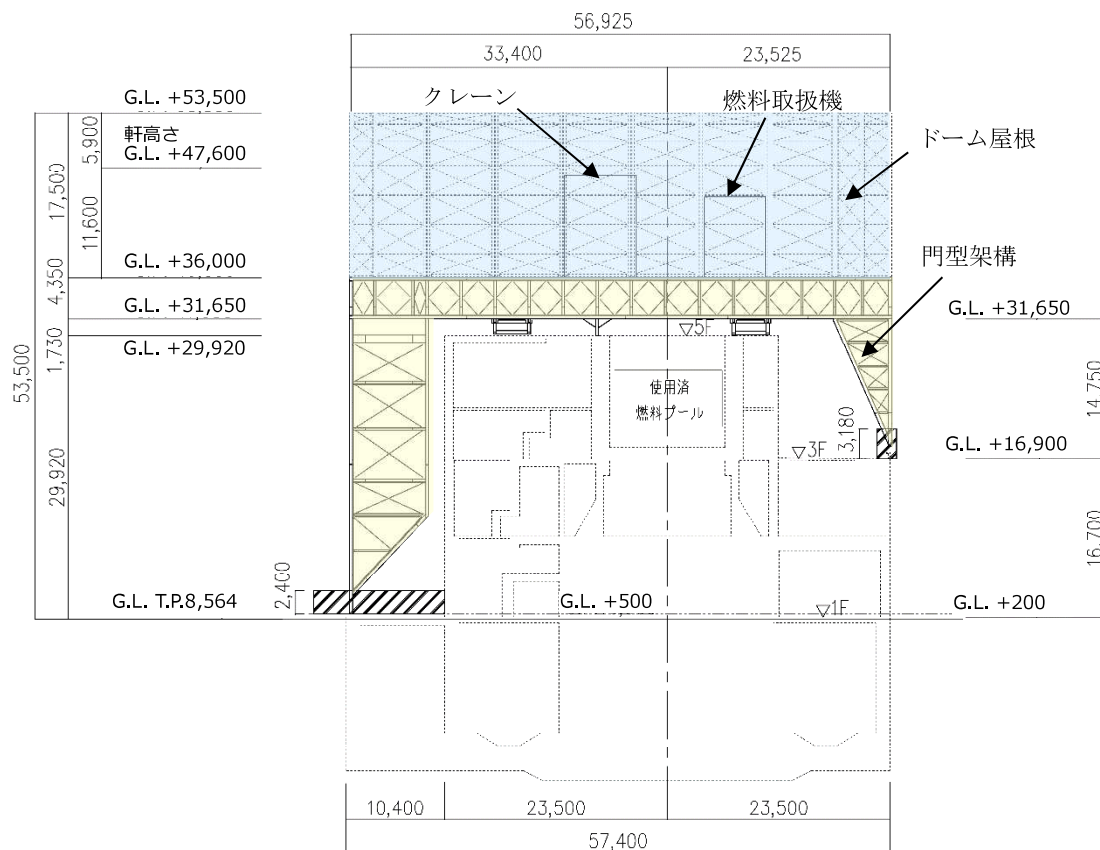 56,925
33,400
23,525
G.L. +53,500
クレーン
燃料取扱機
ドーム屋根
5,900
軒高さ
G.L. +47,600
17,500
11,600
G.L. +36,000
門型架構
4,350
G.L. +31,650
G.L. +31,650
▽5F
1,730
G.L. +29,920
53,500
使用済
燃料プール
14,750
3,180
▽3F
G.L. +16,900
29,920
16,700
2,400
G.L. T.P.8,564
G.L. +500
▽1F
G.L. +200
10,400
23,500
23,500
57,400